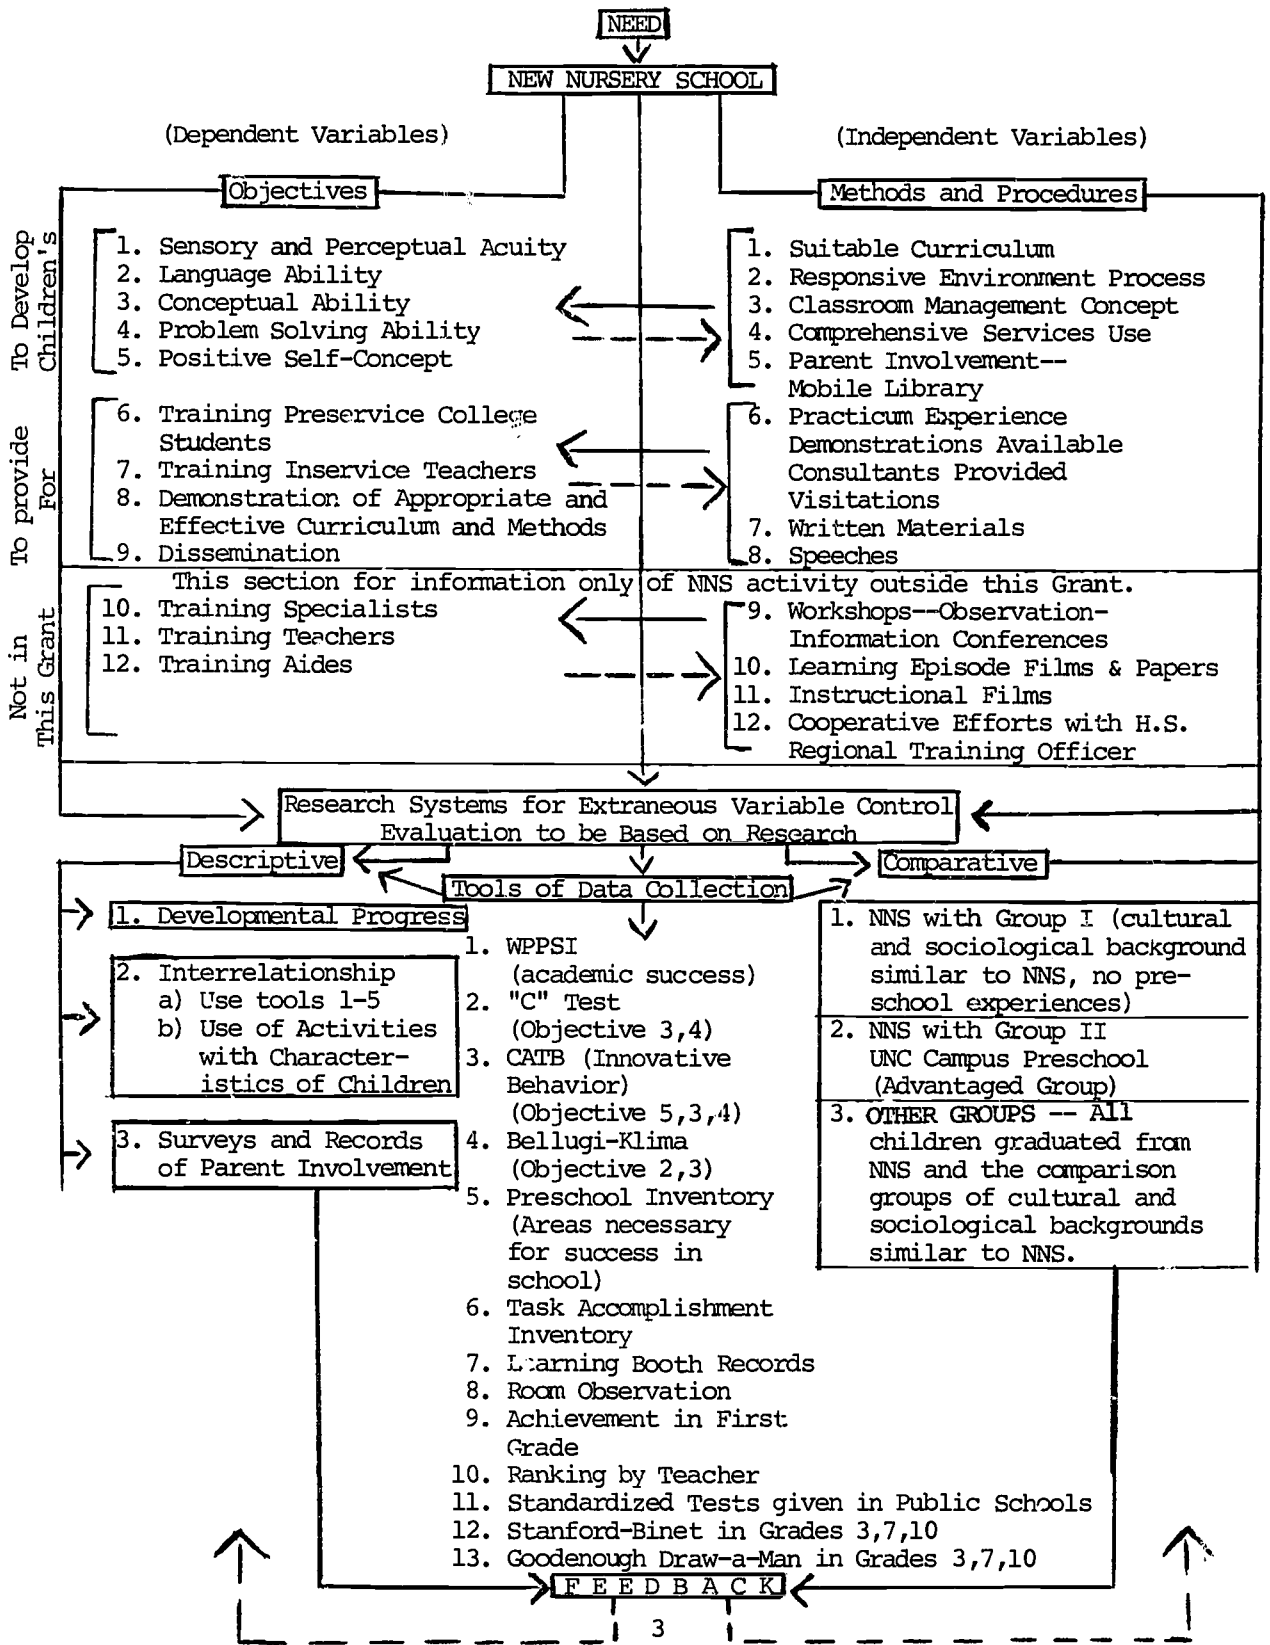 NEED
NEW NURSERY SCHOOL
(Dependent Variables)
(Independent Variables)
Objectives
Methods and Procedures
To Develop
Children's
1. Sensory and Perceptual Acuity
2. Language Ability
3. Conceptual Ability
4. Problem Solving Ability
5. Positive Self-Concept
1. Suitable Curriculum
2. Responsive Environment Process
3. Classroom Management Concept
4. Comprehensive Services Use
5. Parent Involvement--
Mobile Library
To provide
For
6. Training Preservice College
Students
7. Training Inservice Teachers
8. Demonstration of Appropriate and
Effective Curriculum and Methods
9. Dissemination
6. Practicum Experience
Demonstrations Available
Consultants Provided
Visitations
7. Written Materials
8. Speeches
This section for information only of NNS activity outside this Grant.
Not in
This Grant
10. Training Specialists
11. Training Teachers
12. Training Aides
9. Workshops--Observation-
Information Conferences
10. Learning Episode Films & Papers
11. Instructional Films
12. Cooperative Efforts with H.S.
Regional Training Officer
Research Systems for Extraneous Variable Control
Evaluation to be Based on Research
Descriptive
Comparative
Tools of Data Collection
1. Developmental Progress
2. Interrelationship
a) Use tools 1-5
b) Use of Activities
with Character-
istics of Children
3. Surveys and Records
of Parent Involvement
1. WPPSI
(academic success)
2. "C" Test
(Objective 3,4)
3. CATB (Innovative
Behavior)
(Objective 5,3,4)
4. Bellugi-Klima
(Objective 2,3)
5. Preschool Inventory
(Areas necessary
for success in
school)
6. Task Accomplishment
Inventory
7. Learning Booth Records
8. Room Observation
9. Achievement in First
Grade
10. Ranking by Teacher
11. Standardized Tests given in Public Schools
12. Stanford-Binet in Grades 3,7,10
13. Goodenough Draw-a-Man in Grades 3,7,10
1. NNS with Group I (cultural
and sociological background
similar to NNS, no pre-
school experiences)
2. NNS with Group II
UNC Campus Preschool
(Advantaged Group)
3. OTHER GROUPS -- All
children graduated from
NNS and the comparison
groups of cultural and
sociological backgrounds
similar to NNS.
F E E D B A C K
3